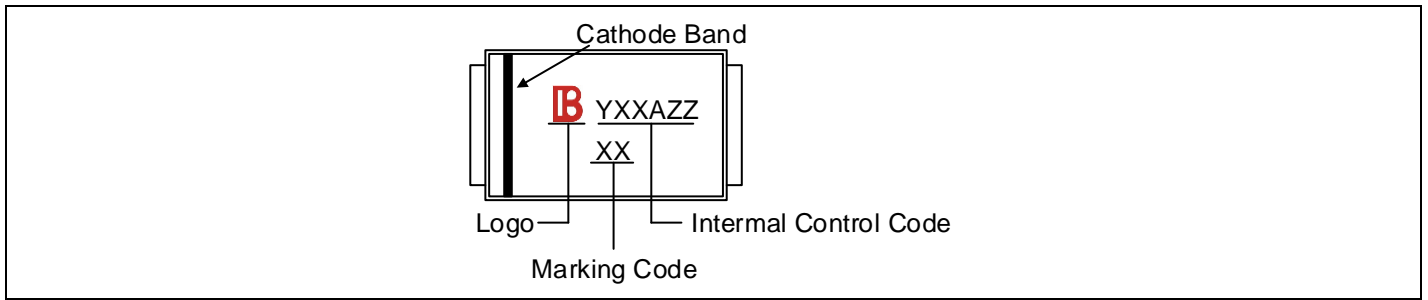 Cathode Band
B YXXAZZ
XX
Logo
Intermal Control Code
Marking Code